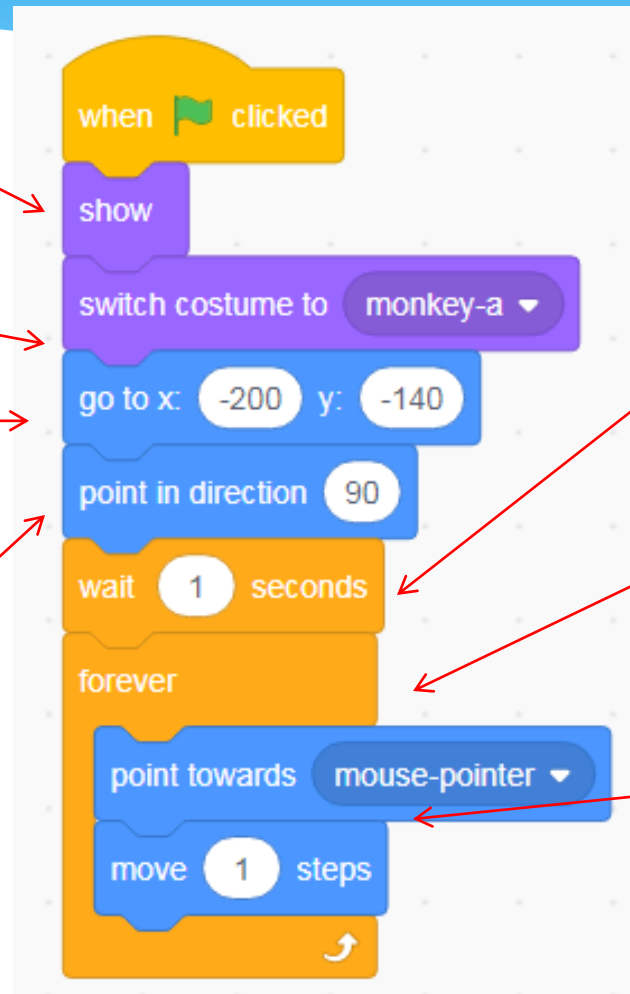 when clicked
show
switch costume to monkey-a
go to x: -200 y: -140
point in direction 90
wait 1 seconds
forever
point towards mouse-pointer
move 1 steps